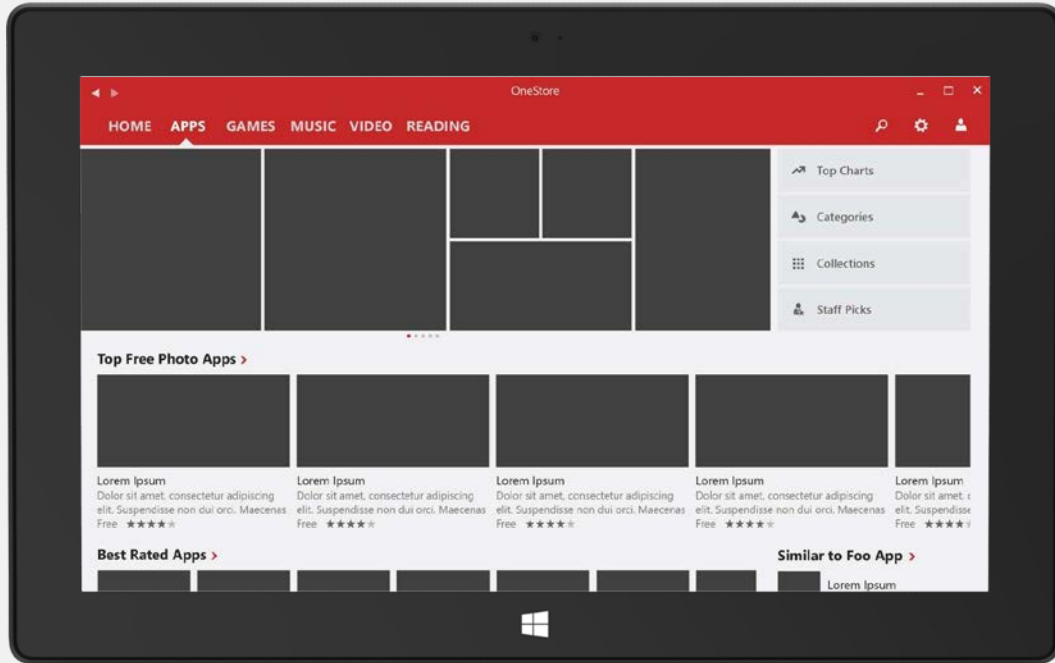 OneStore
HOME APPS GAMES MUSIC VIDEO READING
Top Charts
Categories
Collections
Staff Picks
Top Free Photo Apps
Lorem Ipsum
Dolor sit amet, consectetur adipiscing
elit. Suspendisse non dui orci. Maecenas
Free
Lorem Ipsum
Dolor sit amet, consectetur adipiscing
elit. Suspendisse non dui orci. Maecenas
Free
Lorem Ipsum
Dolor sit amet, consectetur adipiscing
elit. Suspendisse non dui orci. Maecenas
Free
Lorem Ipsum
Dolor sit amet, consectetur adipiscing
elit. Suspendisse non dui orci. Maecenas
Free
Lorem Ipsum
Dolor sit amet,
elit. Suspendisse
Free
Best Rated Apps
Similar to Foo App
Lorem Ipsum